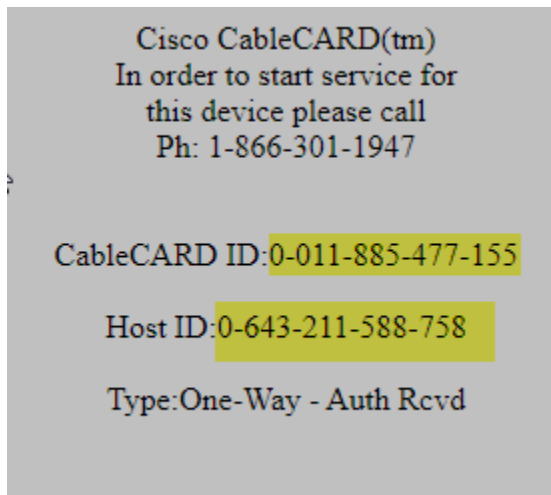 Cisco CableCARD(tm)
In order to start service for
this device please call
Ph: 1-866-301-1947
CableCARD ID:0-011-885-477-155
Host ID:0-643-211-588-758
Type:One-Way - Auth Rcvd